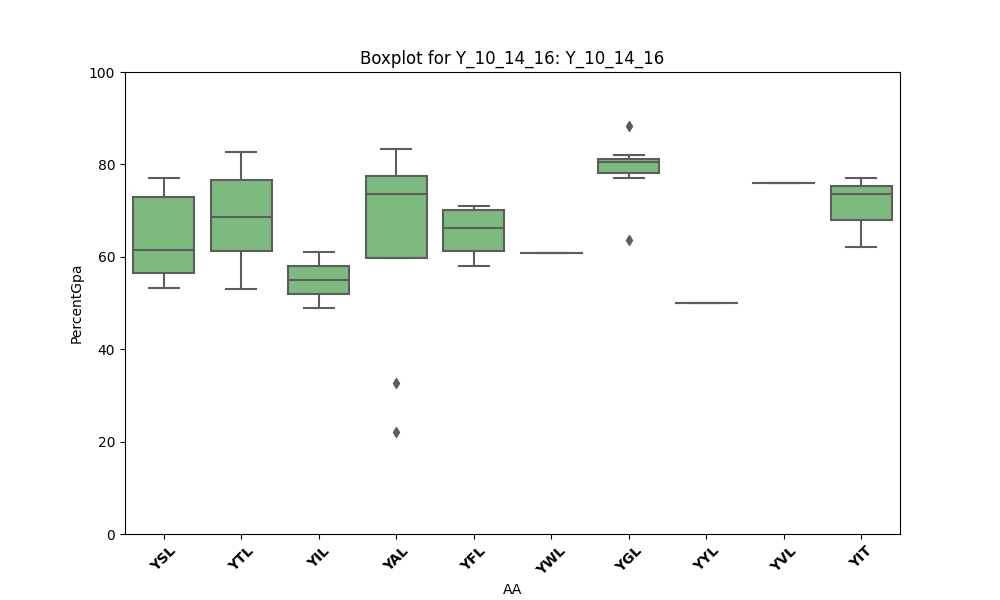 Boxplot for Y_10_14_16: Y_10_14_16
100
80
60
40
20
0
PercentGpa
YSL YTL YIL YAL YFL YWL YGL YYL YVL YIT
AA